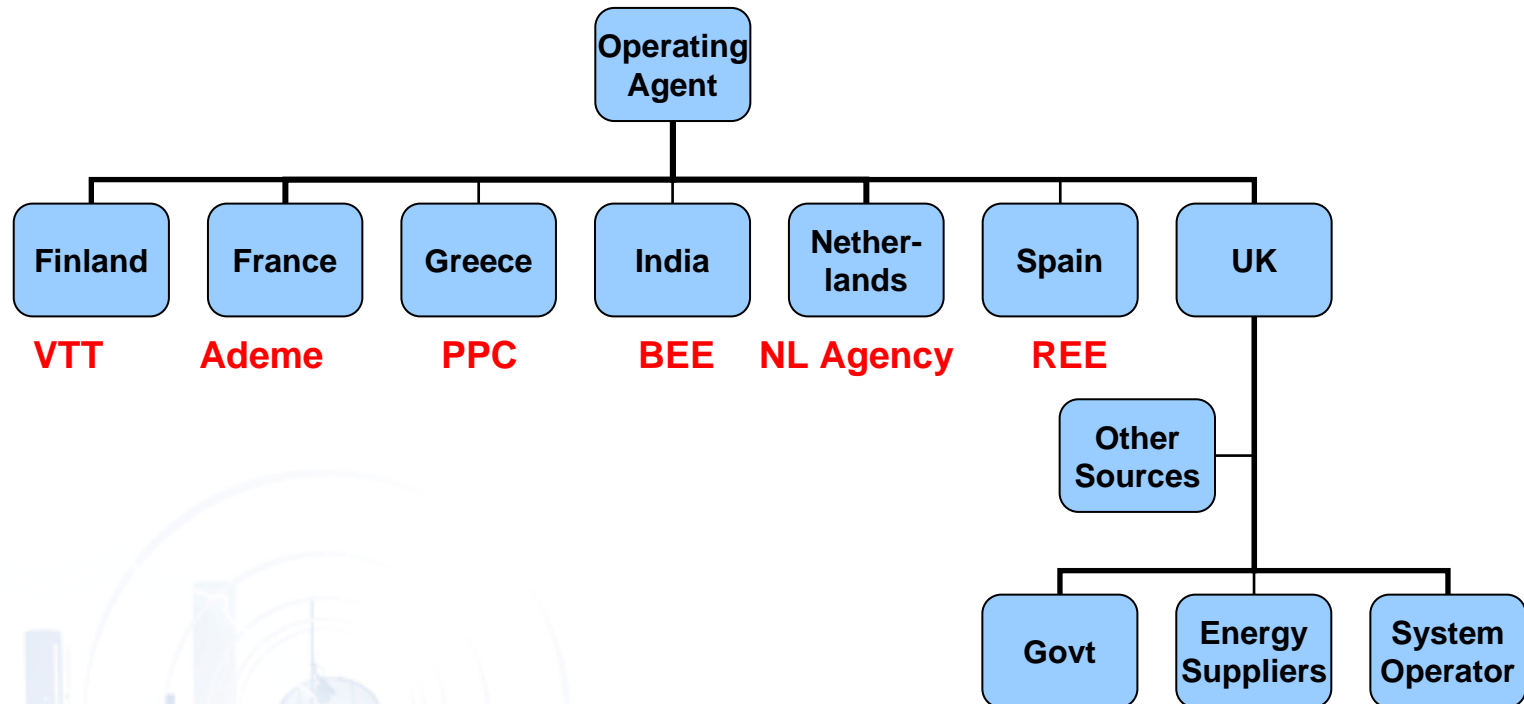 Operating
Agent
Finland
France
Greece
India
Nether-
lands
Spain
UK
VTT
Ademe
PPC
BEE
NL Agency
REE
Other
Sources
Govt
Energy
Suppliers
System
Operator